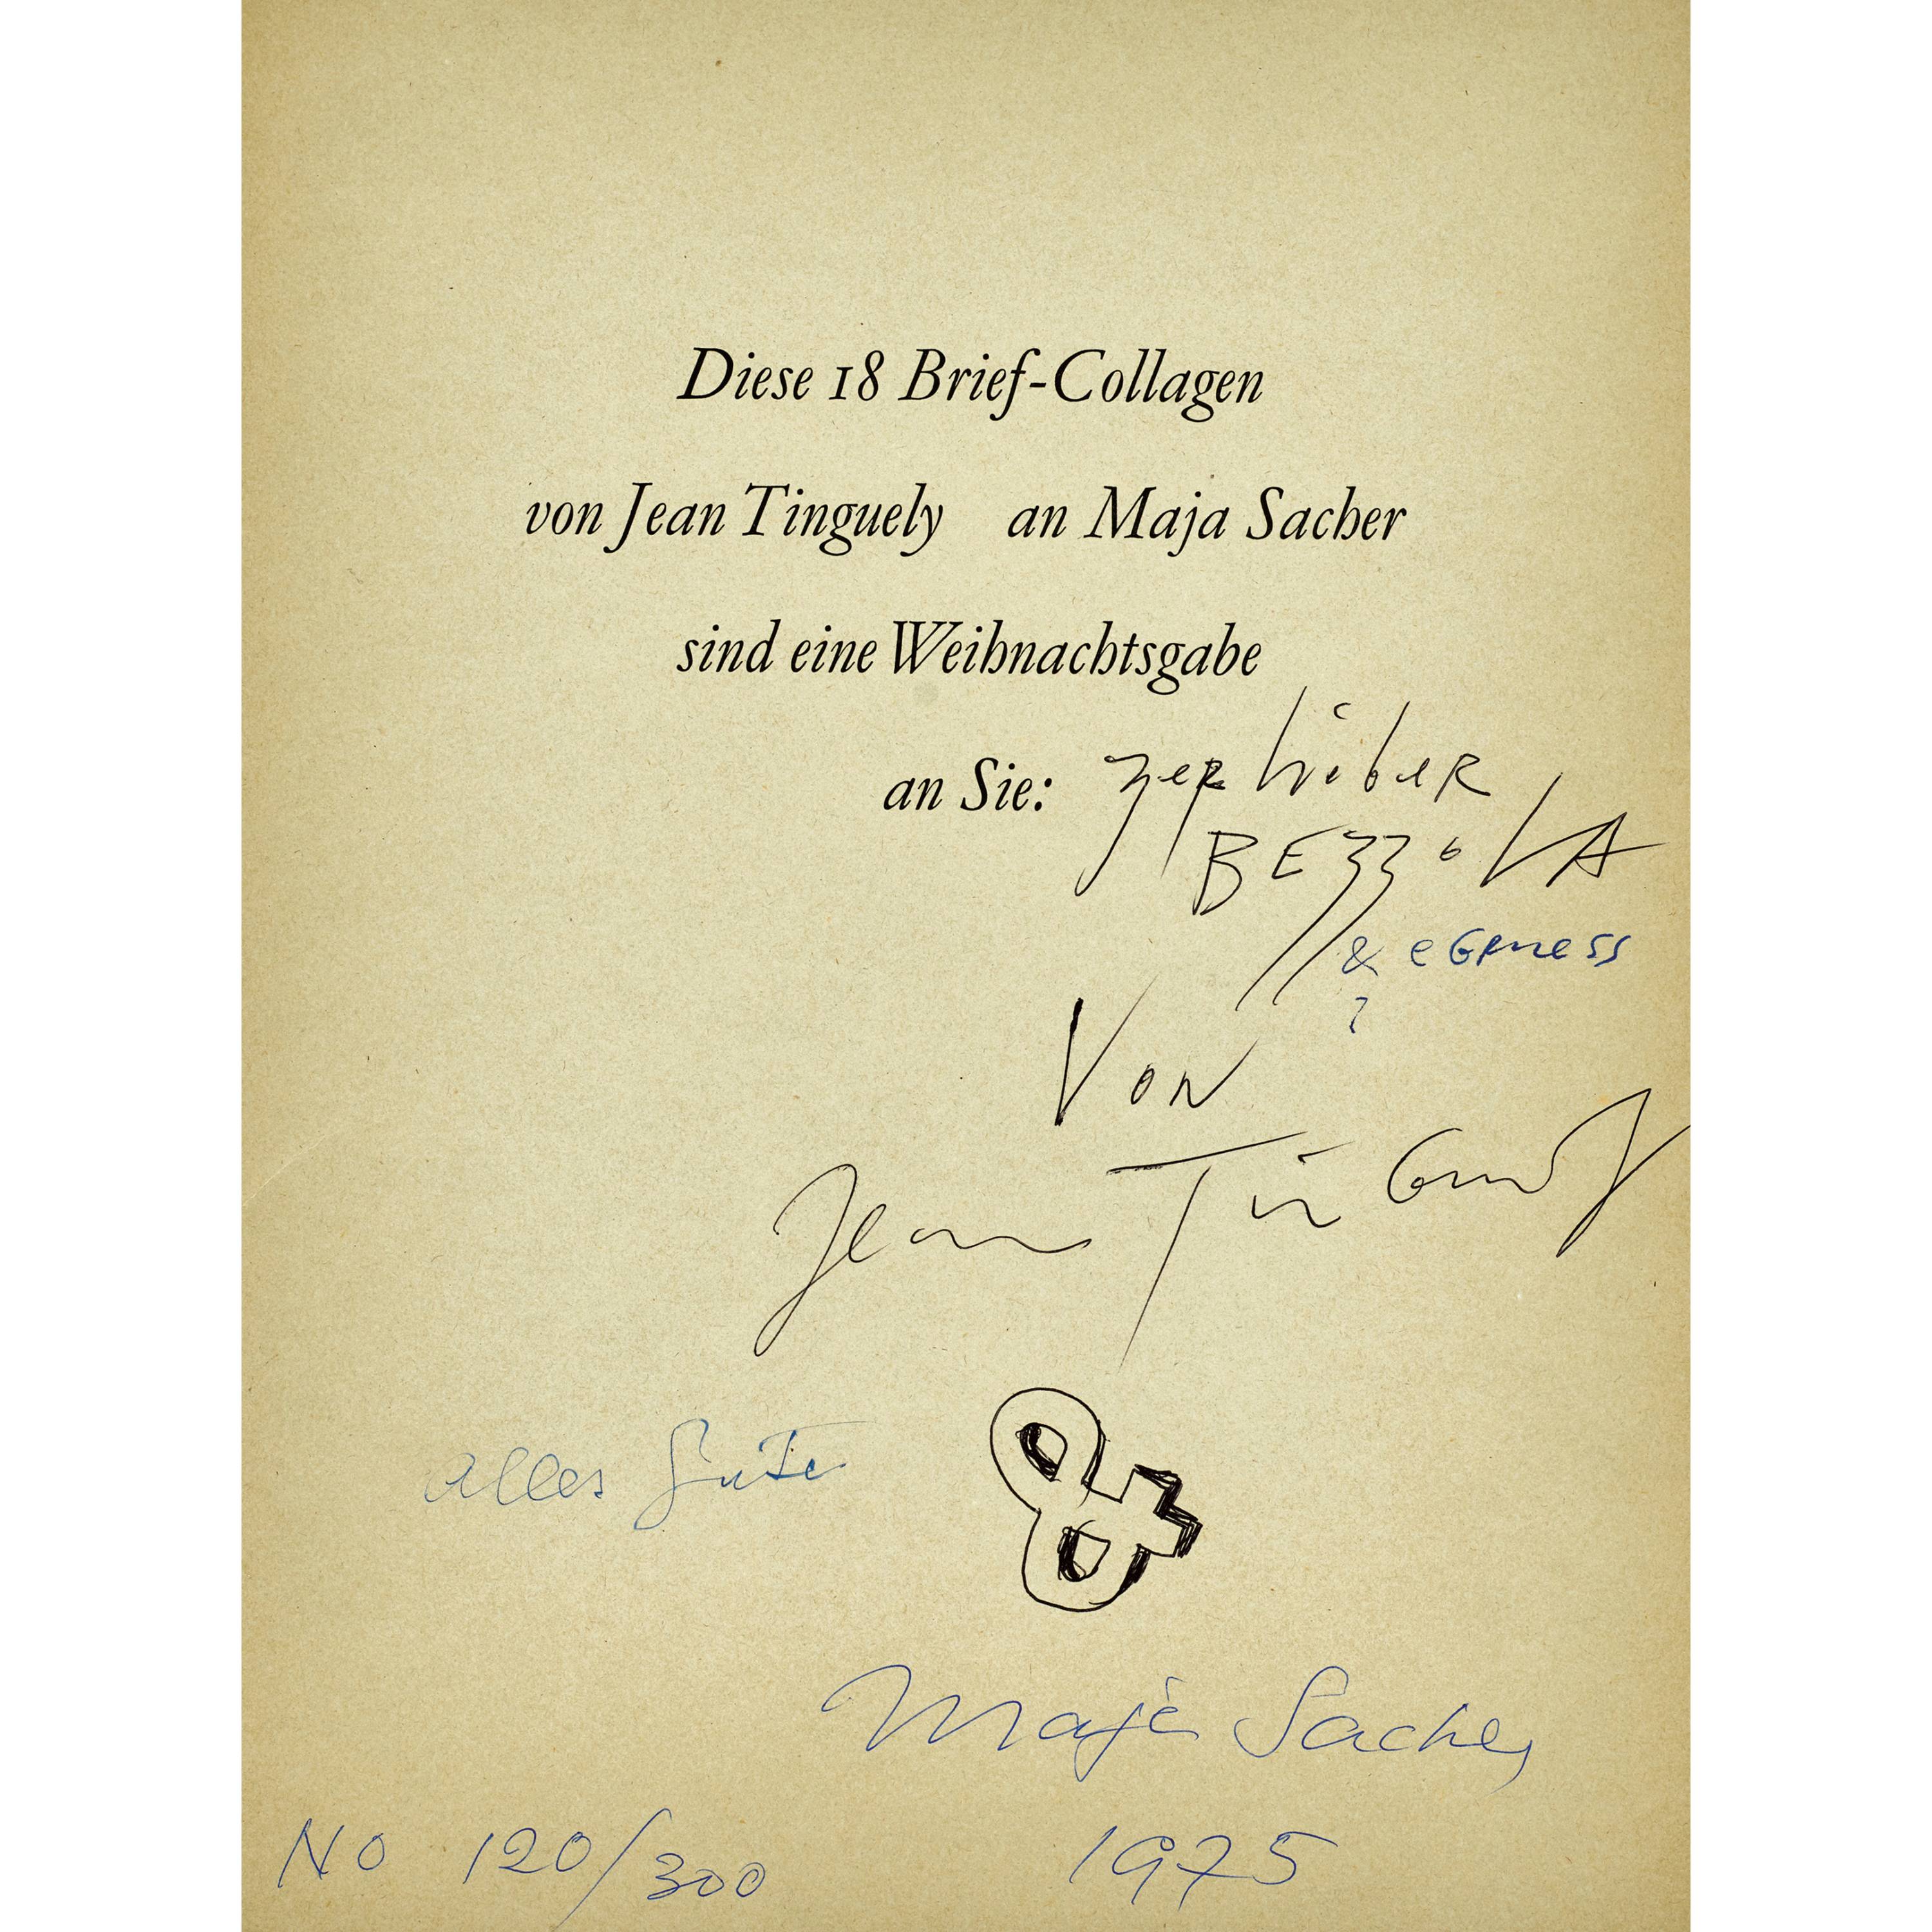 Diese 18 Brief-Collagen
von Jean Tinguely an Maja Sacher
sind eine Weihnachtsgabe
an Sie:
BEZZOLA
&
?
VON
Jean Tinguely
Alles Gute
&
Maja Sacher
No 120/300 1975